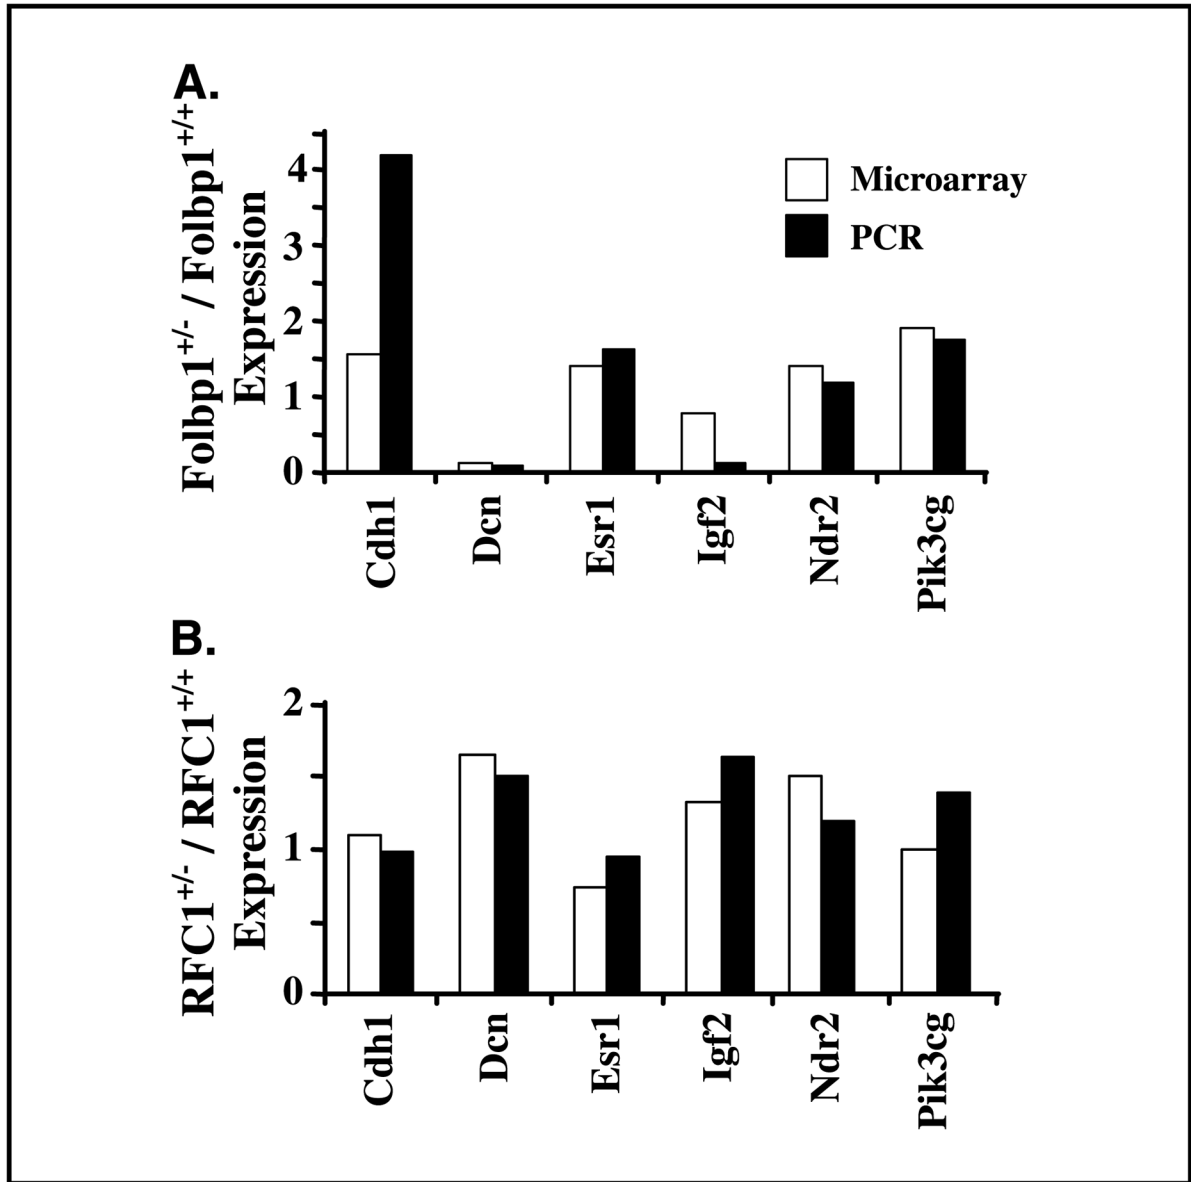 A.
Folbp1+/- / Folbp1+/+
Expression
4
3
2
1
0
Microarray
PCR
Cdh1
Dcn
Esr1
Igf2
Ndr2
Pik3cg
B.
RFC1+/- / RFC1+/+
Expression
2
1
0
Cdh1
Dcn
Esr1
Igf2
Ndr2
Pik3cg